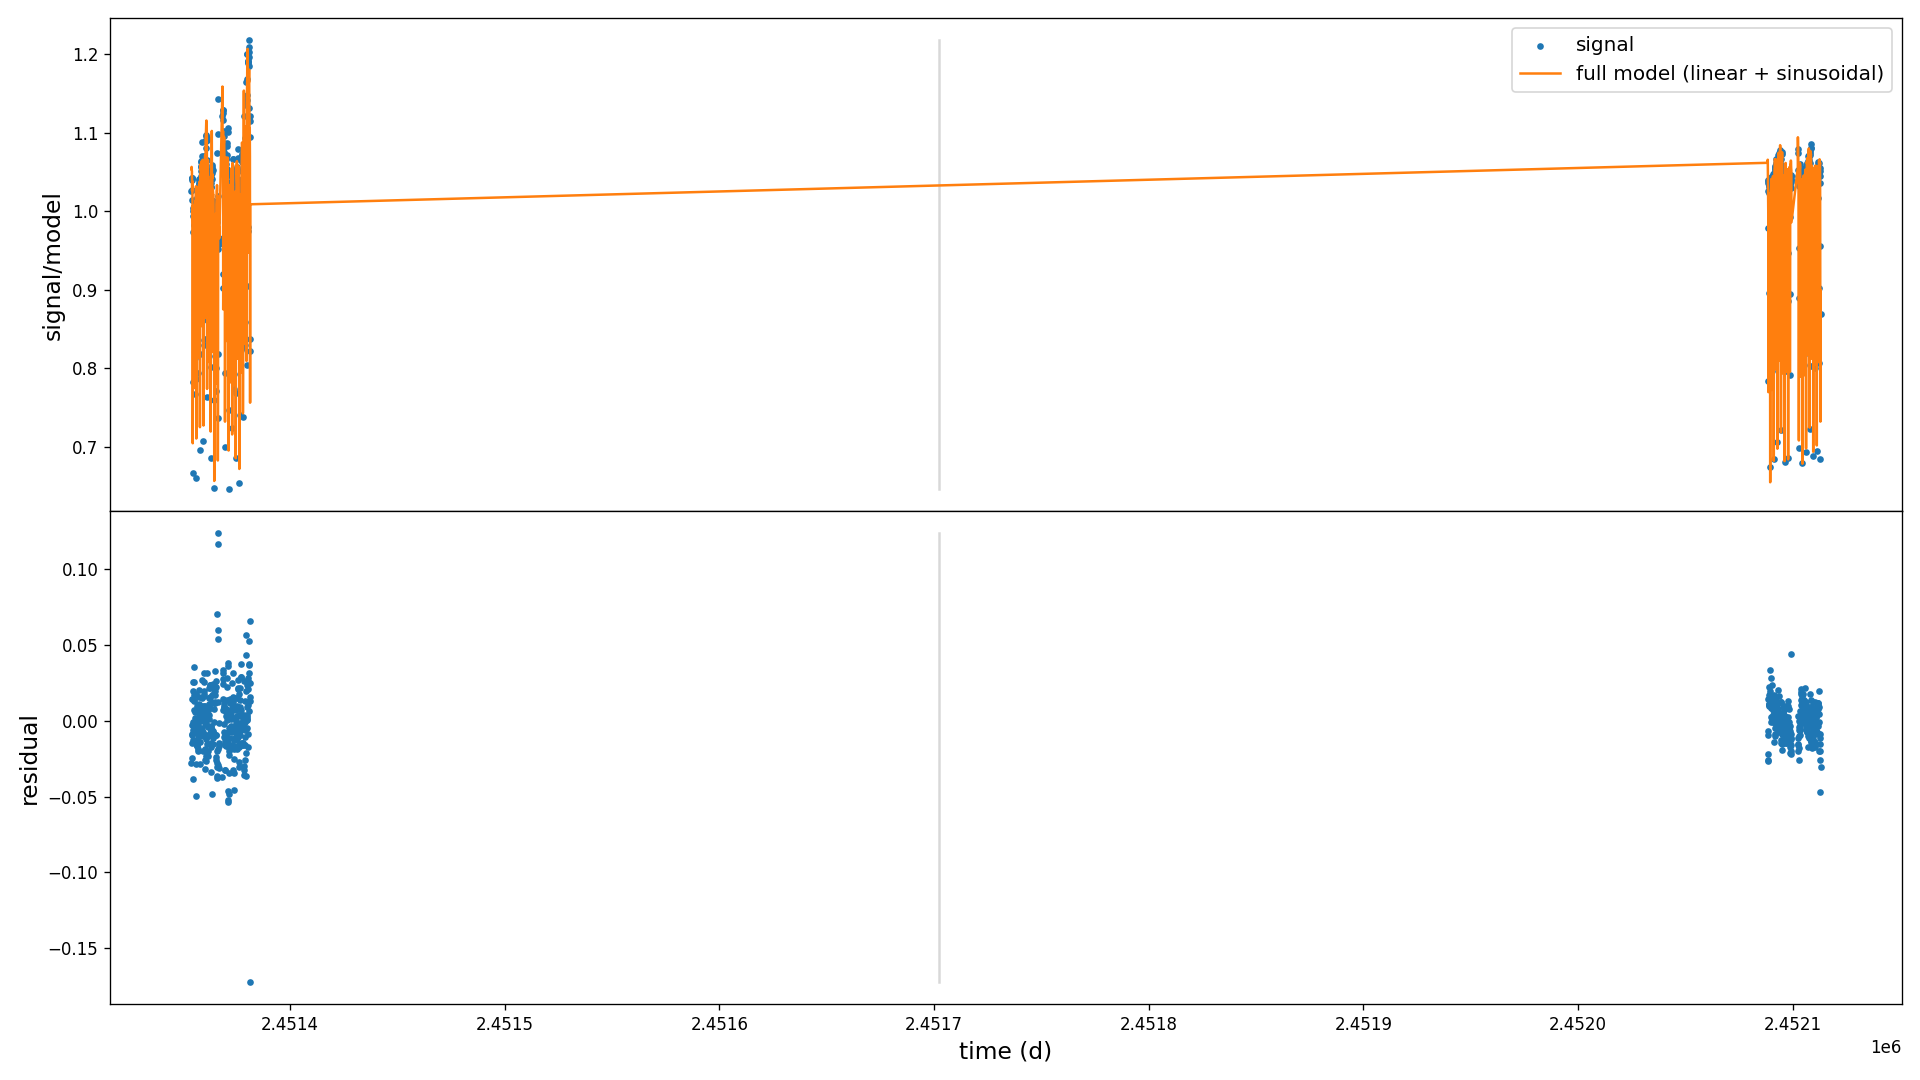 signal
full model (linear + sinusoidal)
signal/model
1.2
1.1
1.0
0.9
0.8
0.7
residual
0.10
0.05
0.00
−0.05
−0.10
−0.15
2.4514 2.4515 2.4516 2.4517 2.4518 2.4519 2.4520 2.4521
1e6
time (d)